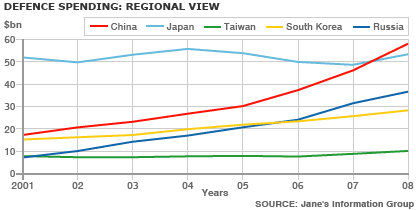 DEFENCE SPENDING: REGIONAL VIEW
$bn
China Japan Taiwan South Korea Russia
60
50
40
30
20
10
0
2001 02 03 04 05 06 07 08
Years
SOURCE: Jane's Information Group